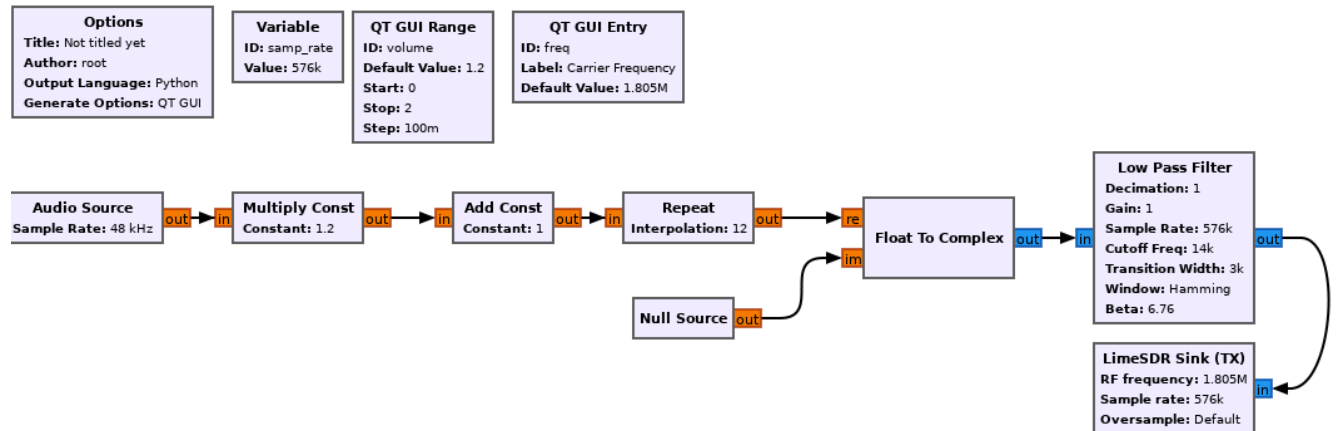 Options
Title: Not titled yet
Author: root
Output Language: Python
Generate Options: QT GUI
Variable
ID: samp_rate
Value: 576k
QT GUI Range
ID: volume
Default Value: 1.2
Start: 0
Stop: 2
Step: 100m
QT GUI Entry
ID: freq
Label: Carrier Frequency
Default Value: 1.805M
Audio Source
Sample Rate: 48 kHz
out
in
Multiply Const
Constant: 1.2
out
in
Add Const
Constant: 1
out
in
Repeat
Interpolation: 12
out
Null Source
out
re
im
Float To Complex
out
in
Low Pass Filter
Decimation: 1
Gain: 1
Sample Rate: 576k
Cutoff Freq: 14k
Transition Width: 3k
Window: Hamming
Beta: 6.76
out
LimeSDR Sink (TX)
RF frequency: 1.805M
Sample rate: 576k
Oversample: Default
in